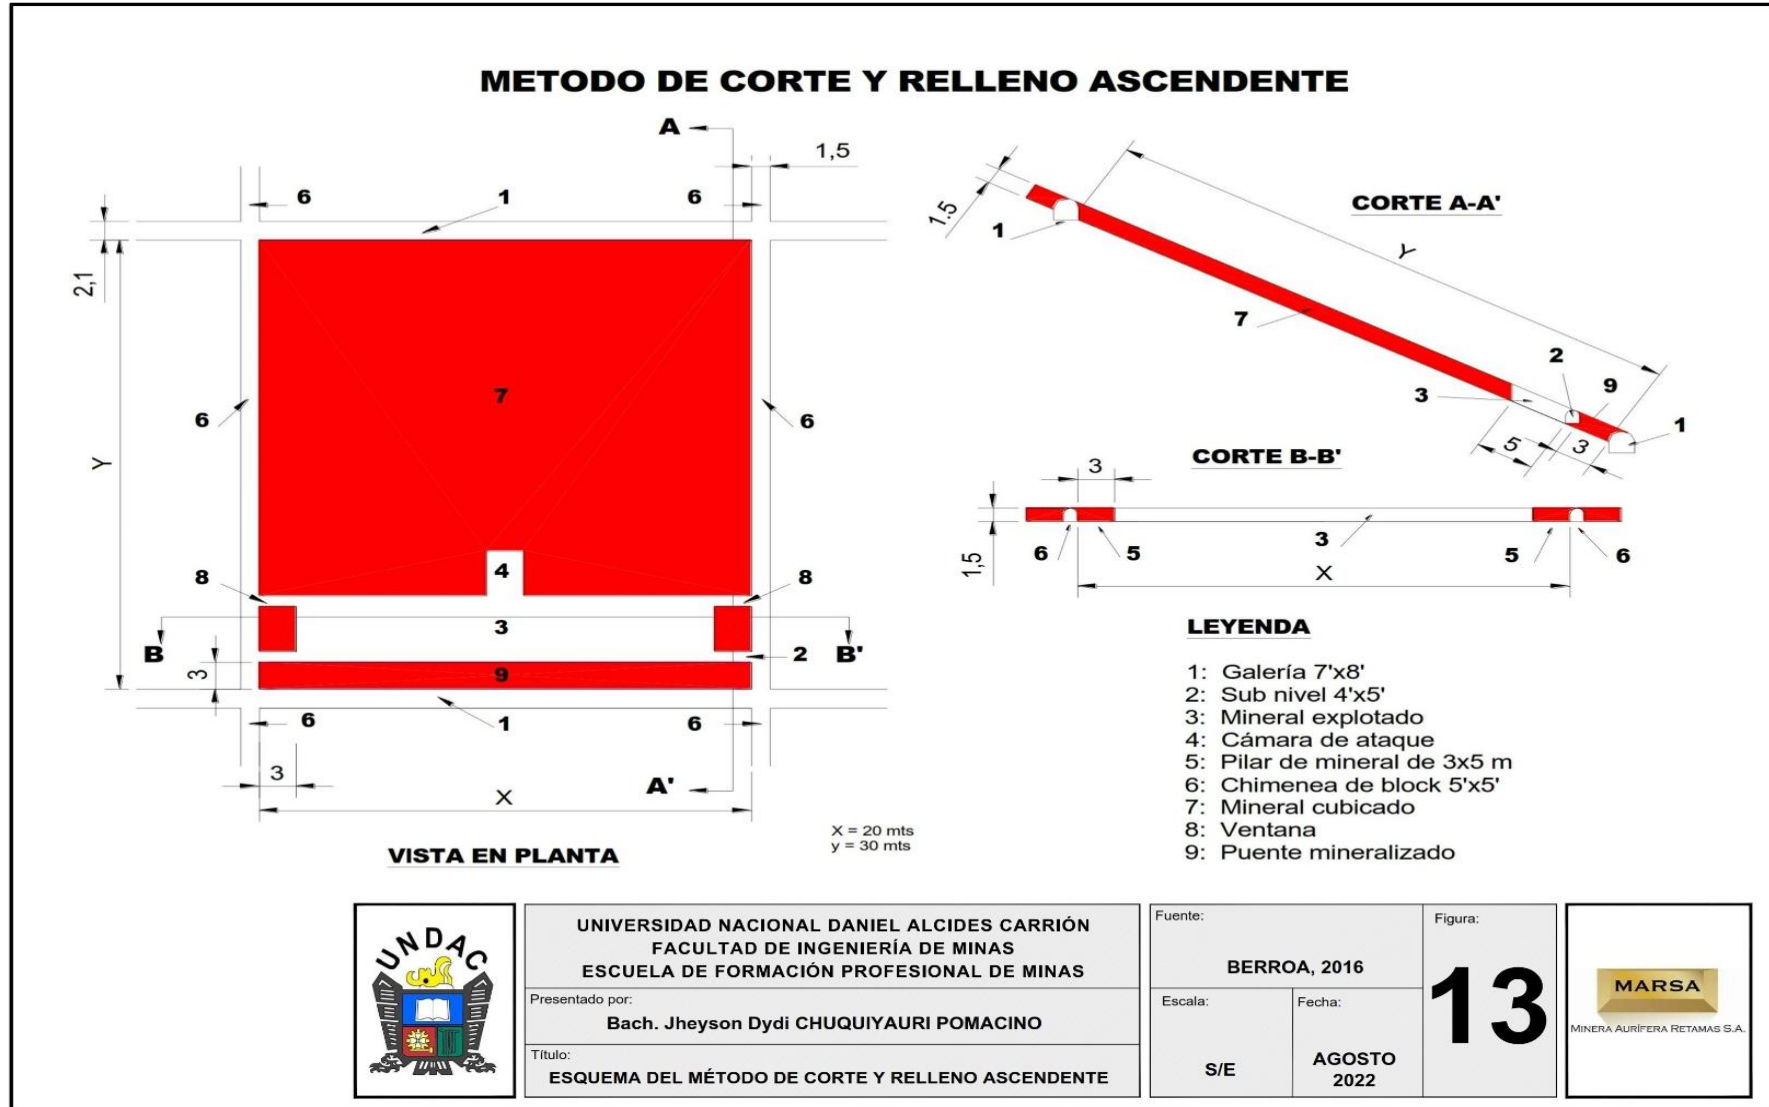 METODO DE CORTE Y RELLENO ASCENDENTE
A
1,5
6
1
6
2,1
Y
7
6
6
8
4
8
B
3
2
B'
3
9
6
1
6
3
X
A'
VISTA EN PLANTA
X = 20 mts
y = 30 mts
1.5
1
CORTE A-A'
Y
7
2
9
3
1
5
3
CORTE B-B'
3
1,5
6
5
3
5
6
X
LEYENDA
1: Galería 7'x8'
2: Sub nivel 4'x5'
3: Mineral explotado
4: Cámara de ataque
5: Pilar de mineral de 3x5 m
6: Chimenea de block 5'x5'
7: Mineral cubicado
8: Ventana
9: Puente mineralizado
UNDAC
UNIVERSIDAD NACIONAL DANIEL ALCIDES CARRIÓN
FACULTAD DE INGENIERÍA DE MINAS
ESCUELA DE FORMACIÓN PROFESIONAL DE MINAS
Presentado por:
Bach. Jheyson Dydi CHUQUIYAURI POMACINO
Título:
ESQUEMA DEL MÉTODO DE CORTE Y RELLENO ASCENDENTE
Fuente:
BERROA, 2016
Escala:
S/E
Fecha:
AGOSTO
2022
Figura:
13
MARSA
MINERA AURÍFERA RETAMAS S.A.